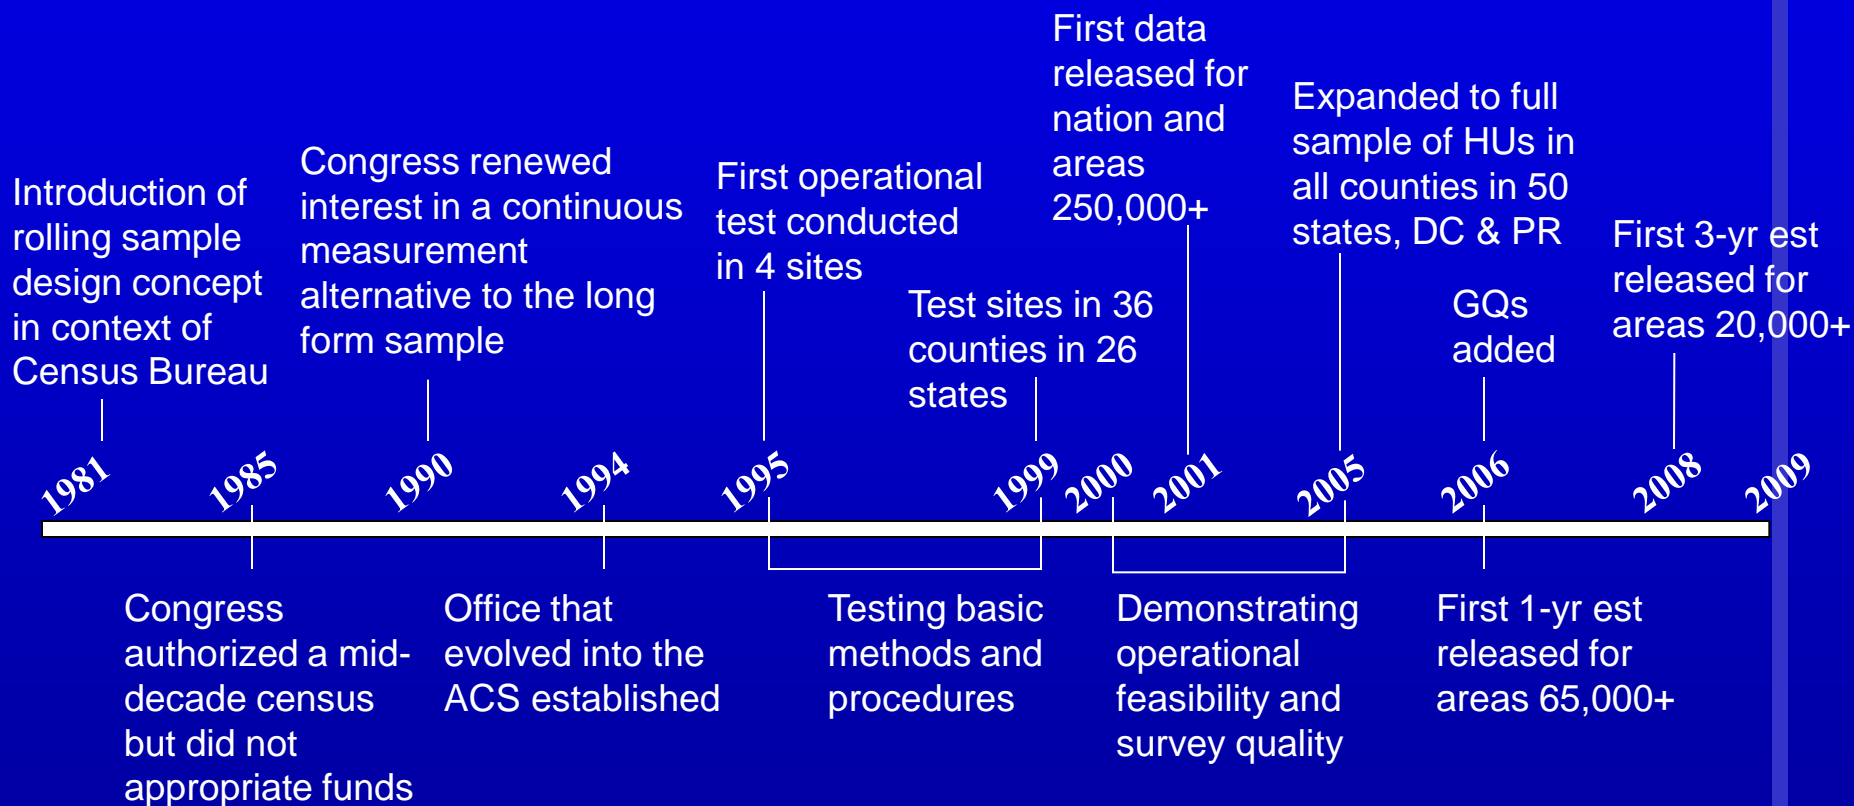 Introduction of
rolling sample
design concept
in context of
Census Bureau
Congress renewed
interest in a continuous
measurement
alternative to the long
form sample
First operational
test conducted
in 4 sites
Test sites in 36
counties in 26
states
First data
released for
nation and
areas
250,000+
Expanded to full
sample of HUs in
all counties in 50
states, DC & PR
GQs
added
First 3-yr est
released for
areas 20,000+
1981
1985
1990
1994
1995
1999
2000
2001
2005
2006
2008
2009
Congress
authorized a mid-
decade census
but did not
appropriate funds
Office that
evolved into the
ACS established
Testing basic
methods and
procedures
Demonstrating
operational
feasibility and
survey quality
First 1-yr est
released for
areas 65,000+